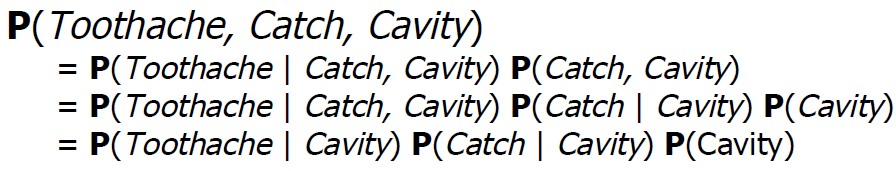 P(Toothache, Catch, Cavity)
= P(Toothache | Catch, Cavity) P(Catch, Cavity)
= P(Toothache | Catch, Cavity) P(Catch | Cavity) P(Cavity)
= P(Toothache | Cavity) P(Catch | Cavity) P(Cavity)